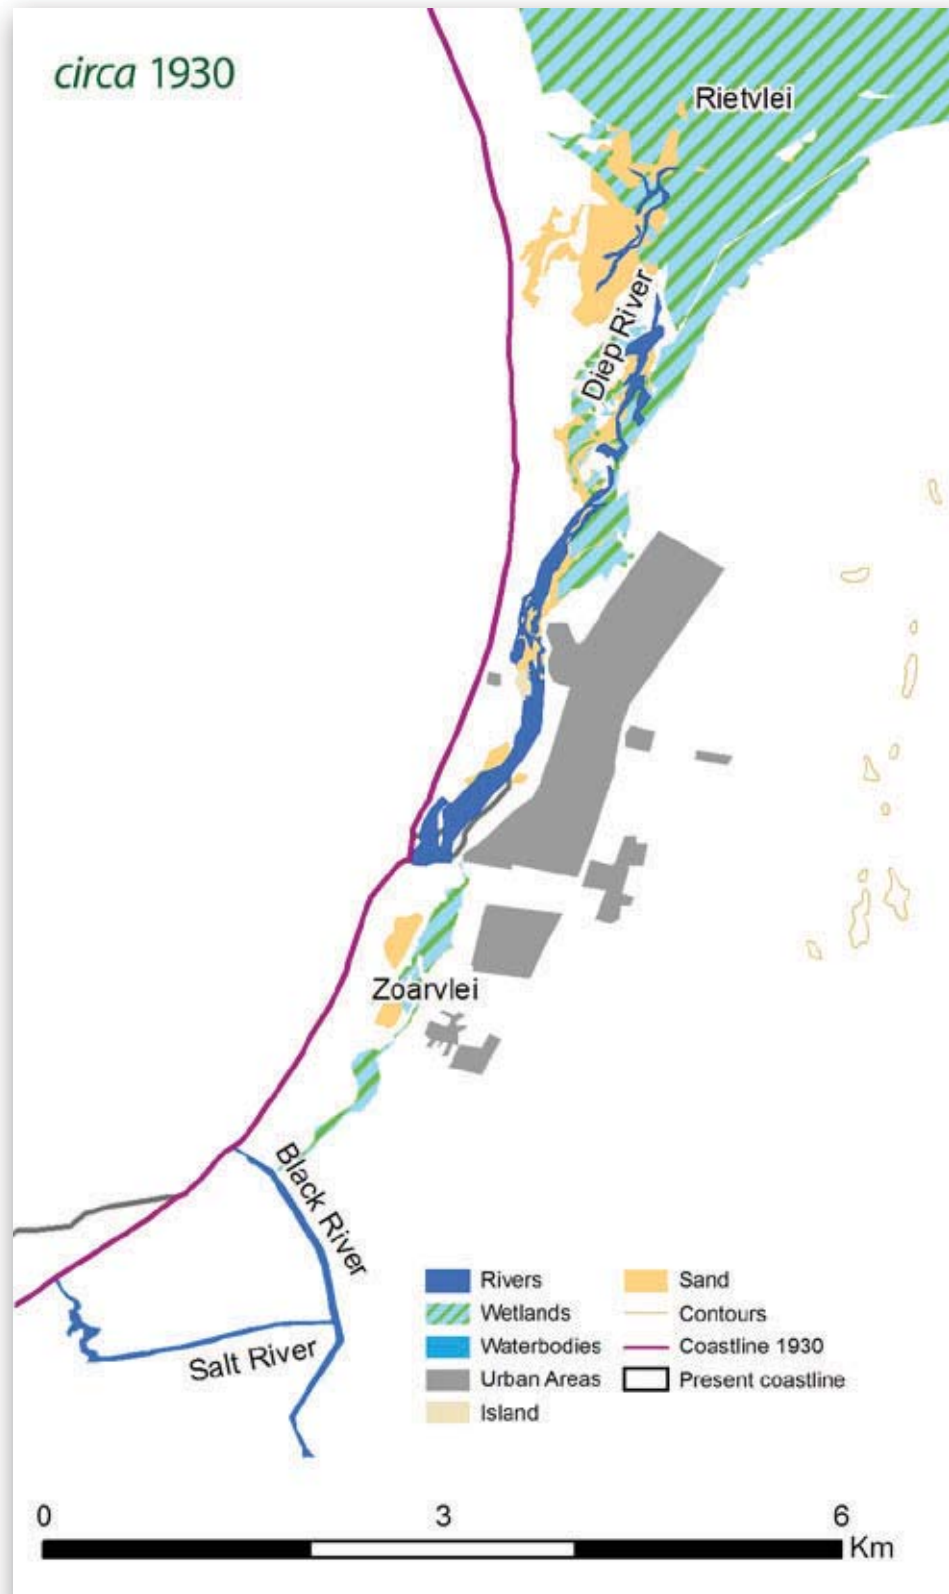 circa 1930
Rietvlei
Diep River
Zoarvlei
Black River
Salt River
Rivers
Wetlands
Waterbodies
Urban Areas
Island
Sand
Contours
Coastline 1930
Present coastline
0 3 6
Km